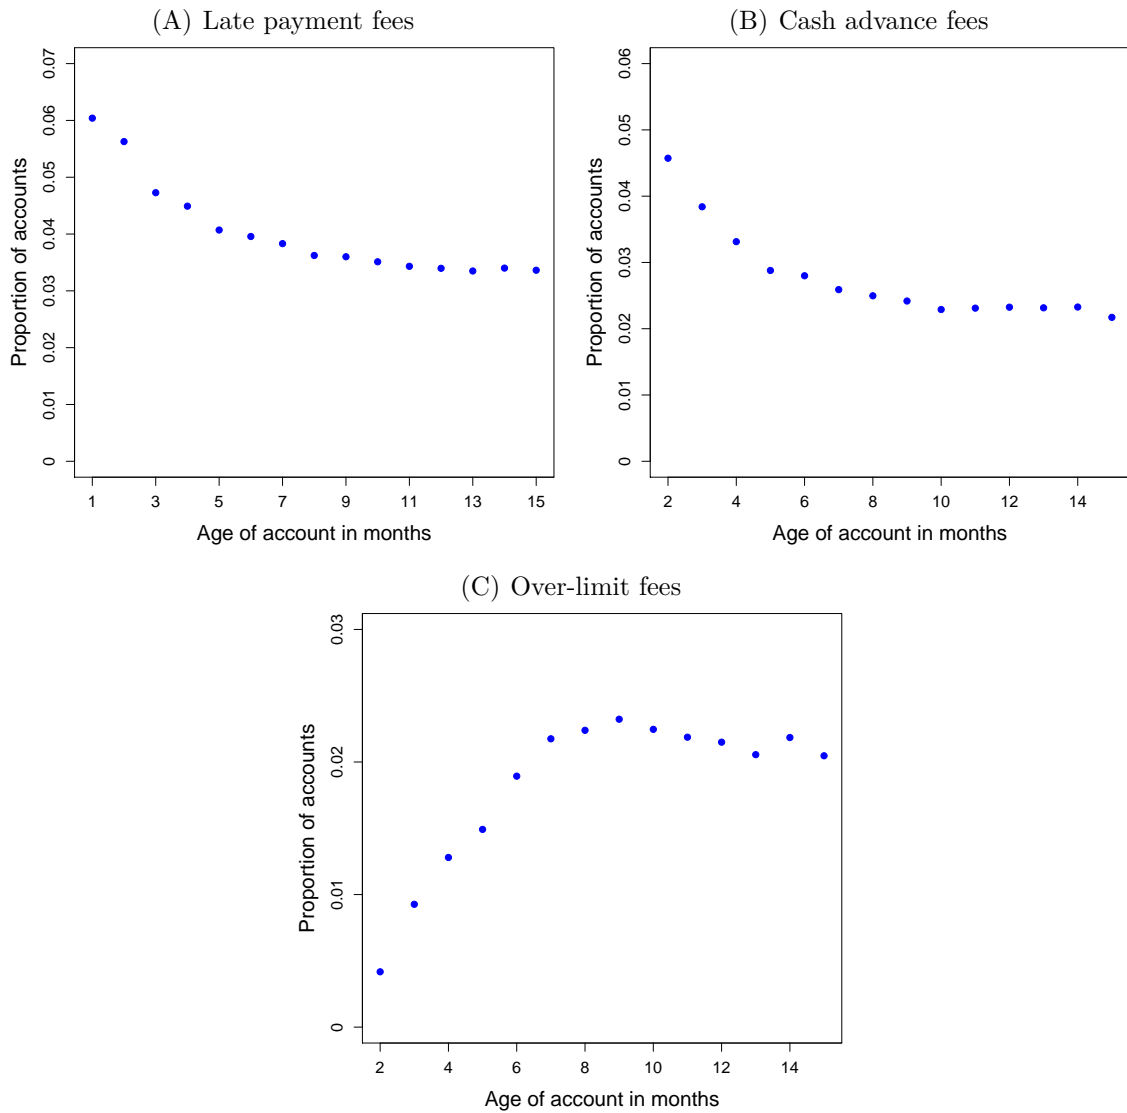 (A) Late payment fees
0.07
0.06
0.05
0.04
0.03
0.02
0.01
0
Proportion of accounts
1 3 5 7 9 11 13 15
Age of account in months
(B) Cash advance fees
0.06
0.05
0.04
0.03
0.02
0.01
0
Proportion of accounts
2 4 6 8 10 12 14
Age of account in months
(C) Over-limit fees
0.03
0.02
0.01
0
Proportion of accounts
2 4 6 8 10 12 14
Age of account in months